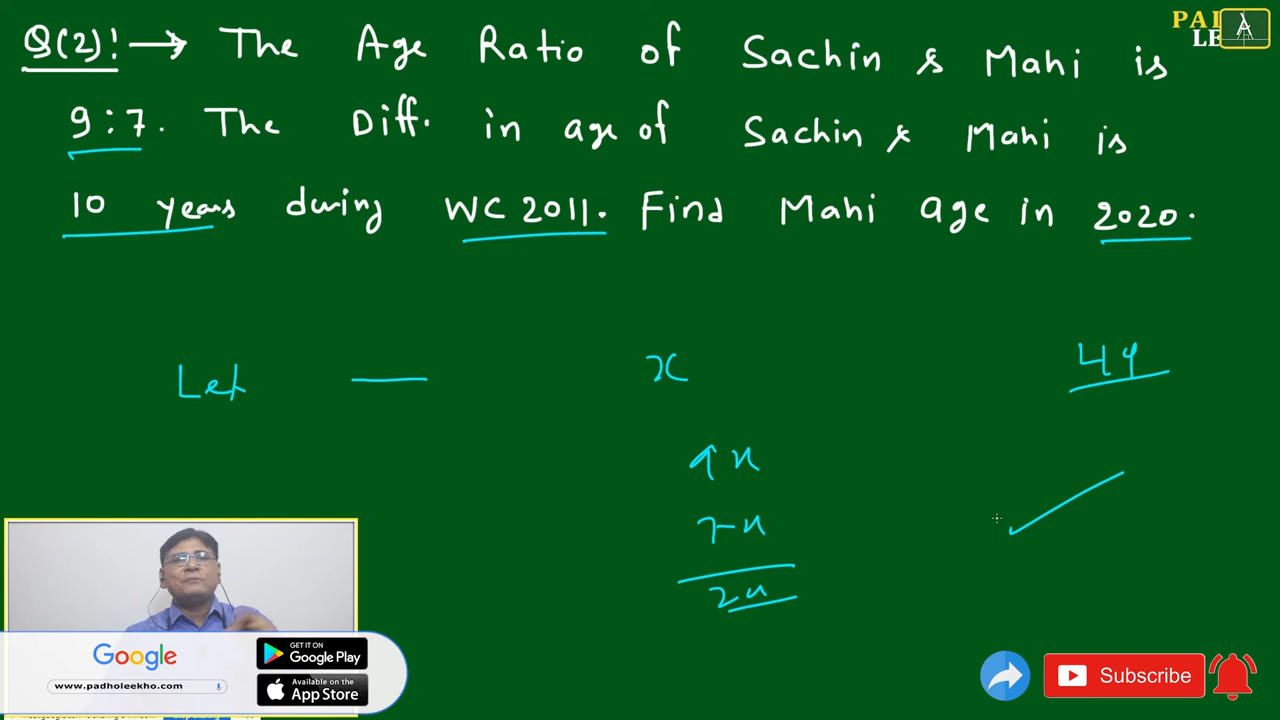 Q(2)!→ The Age Ratio of Sachin & Mahi is
9:7. The Diff. in age of Sachin & Mahi is
10 years during WC 2011. Find Mahi age in 2020.
Let x 44
9x
7x
2x
Google
www.padholeekho.com
GET IT ON
Google Play
Available on the
App Store
Subscribe